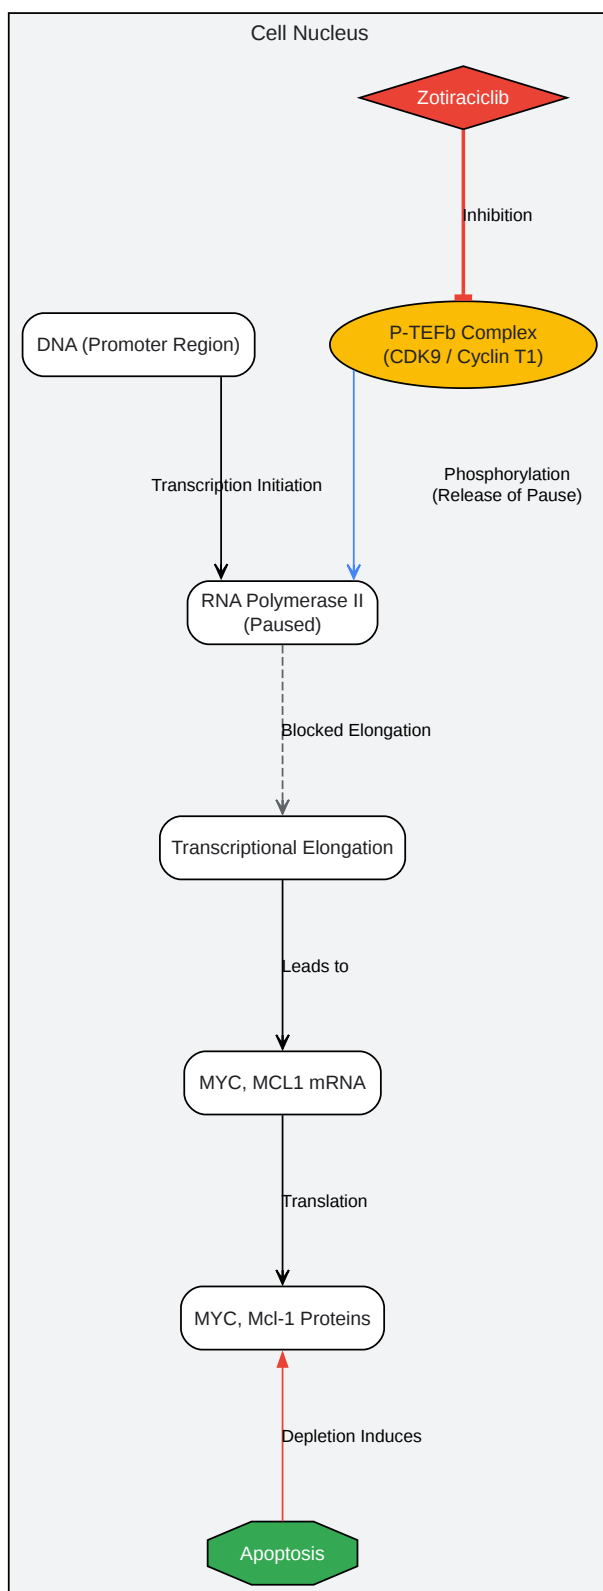 Cell Nucleus
Zotiraciclib
Inhibition
DNA (Promoter Region)
P-TEFb Complex
(CDK9 / Cyclin T1)
Transcription Initiation
Phosphorylation
(Release of Pause)
RNA Polymerase II
(Paused)
Blocked Elongation
Transcriptional Elongation
Leads to
MYC, MCL1 mRNA
Translation
MYC, Mcl-1 Proteins
Depletion Induces
Apoptosis